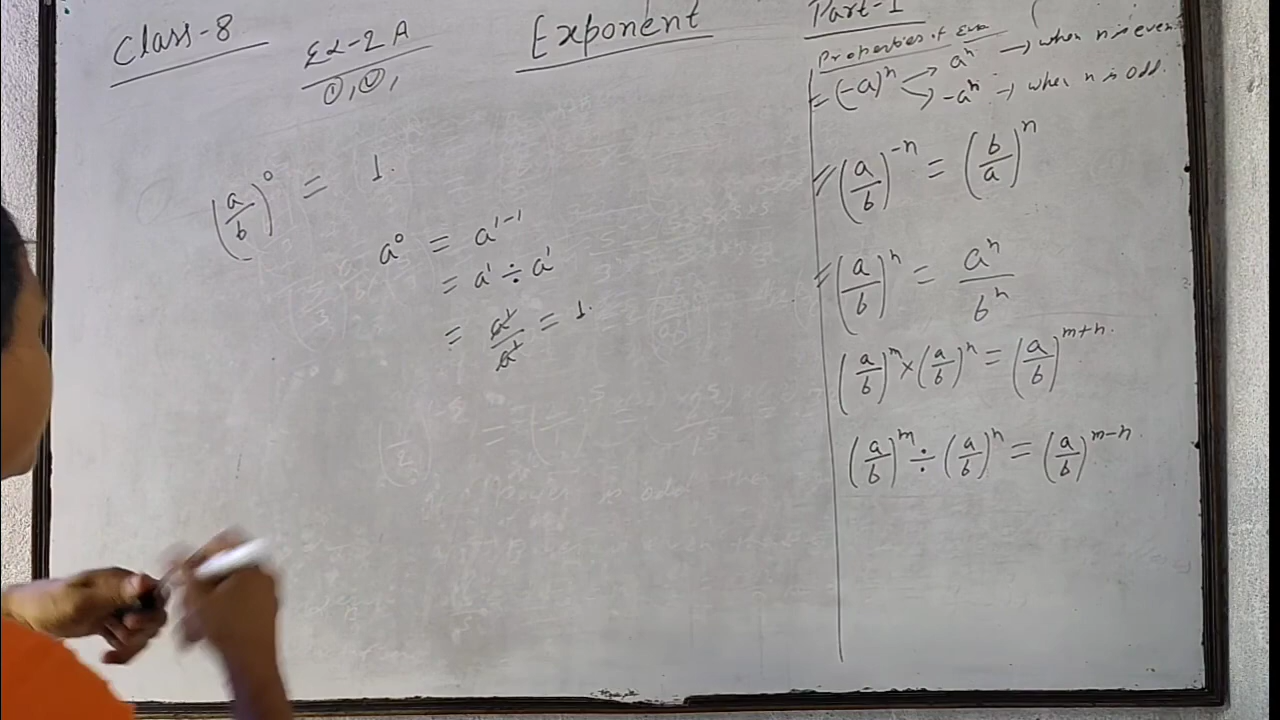 Class-8
Ex-2 A
①, ②,
Exponent
Part-1
Properties of
= (-a)ⁿ → aⁿ → when n is even
→ -aⁿ → when n is odd.
(a/b)⁰ = 1.
a⁰ = a¹⁻¹
= a¹ ÷ a¹
= a¹/a¹ = 1.
= (a/b)⁻ⁿ = (b/a)ⁿ
= (a/b)ⁿ = aⁿ/bⁿ
(a/b)ᵐ × (a/b)ⁿ = (a/b)ᵐ⁺ⁿ.
(a/b)ᵐ ÷ (a/b)ⁿ = (a/b)ᵐ⁻ⁿ.